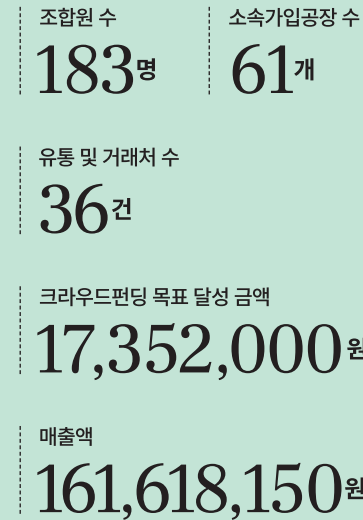 조합원 수 소속가입공장 수
183명 61개
유통 및 거래처 수
36건
크라우드펀딩 목표 달성 금액
17,352,000원
매출액
161,618,150원